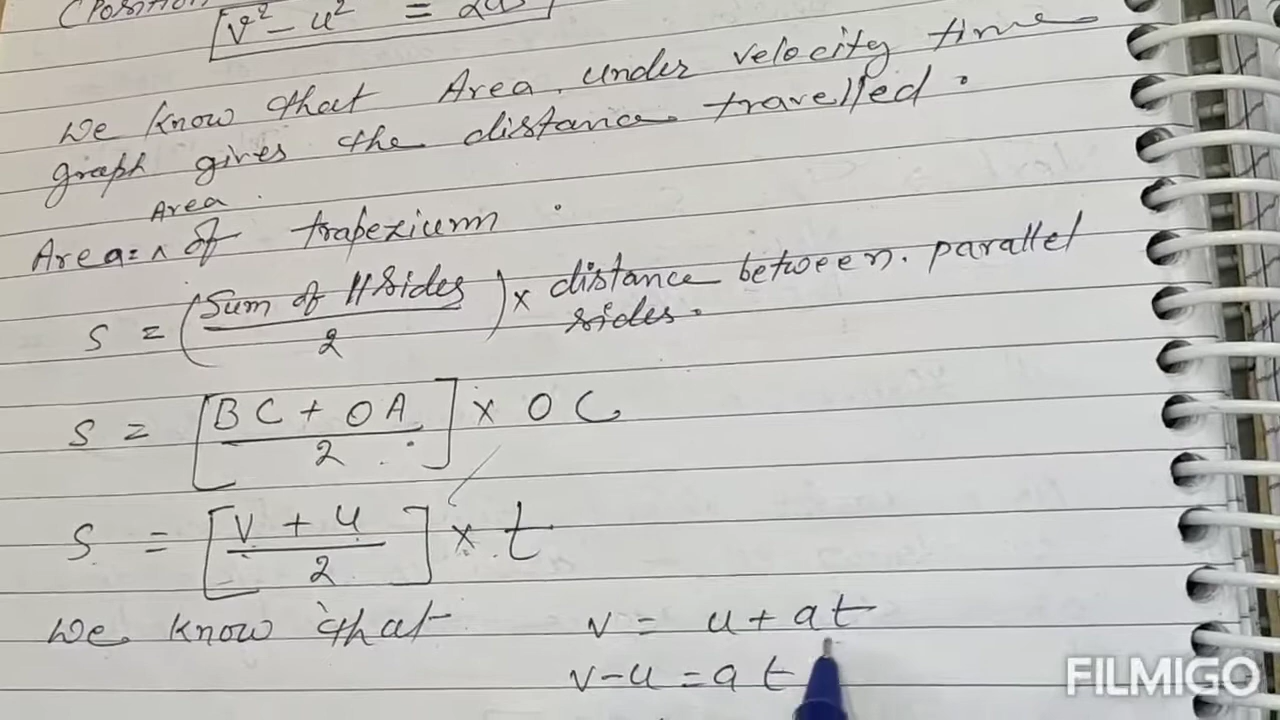 (Position
v² - u² = 2as
We know that Area under velocity time
graph gives the distance travelled.
Area
Area = ^ of trapezium.
S = (Sum of || Sides / 2) × distance between parallel
sides.
S = [BC + OA / 2] × OC
S = [V + u / 2] × t
We know that v = u + at
v - u = at
FILMIGO